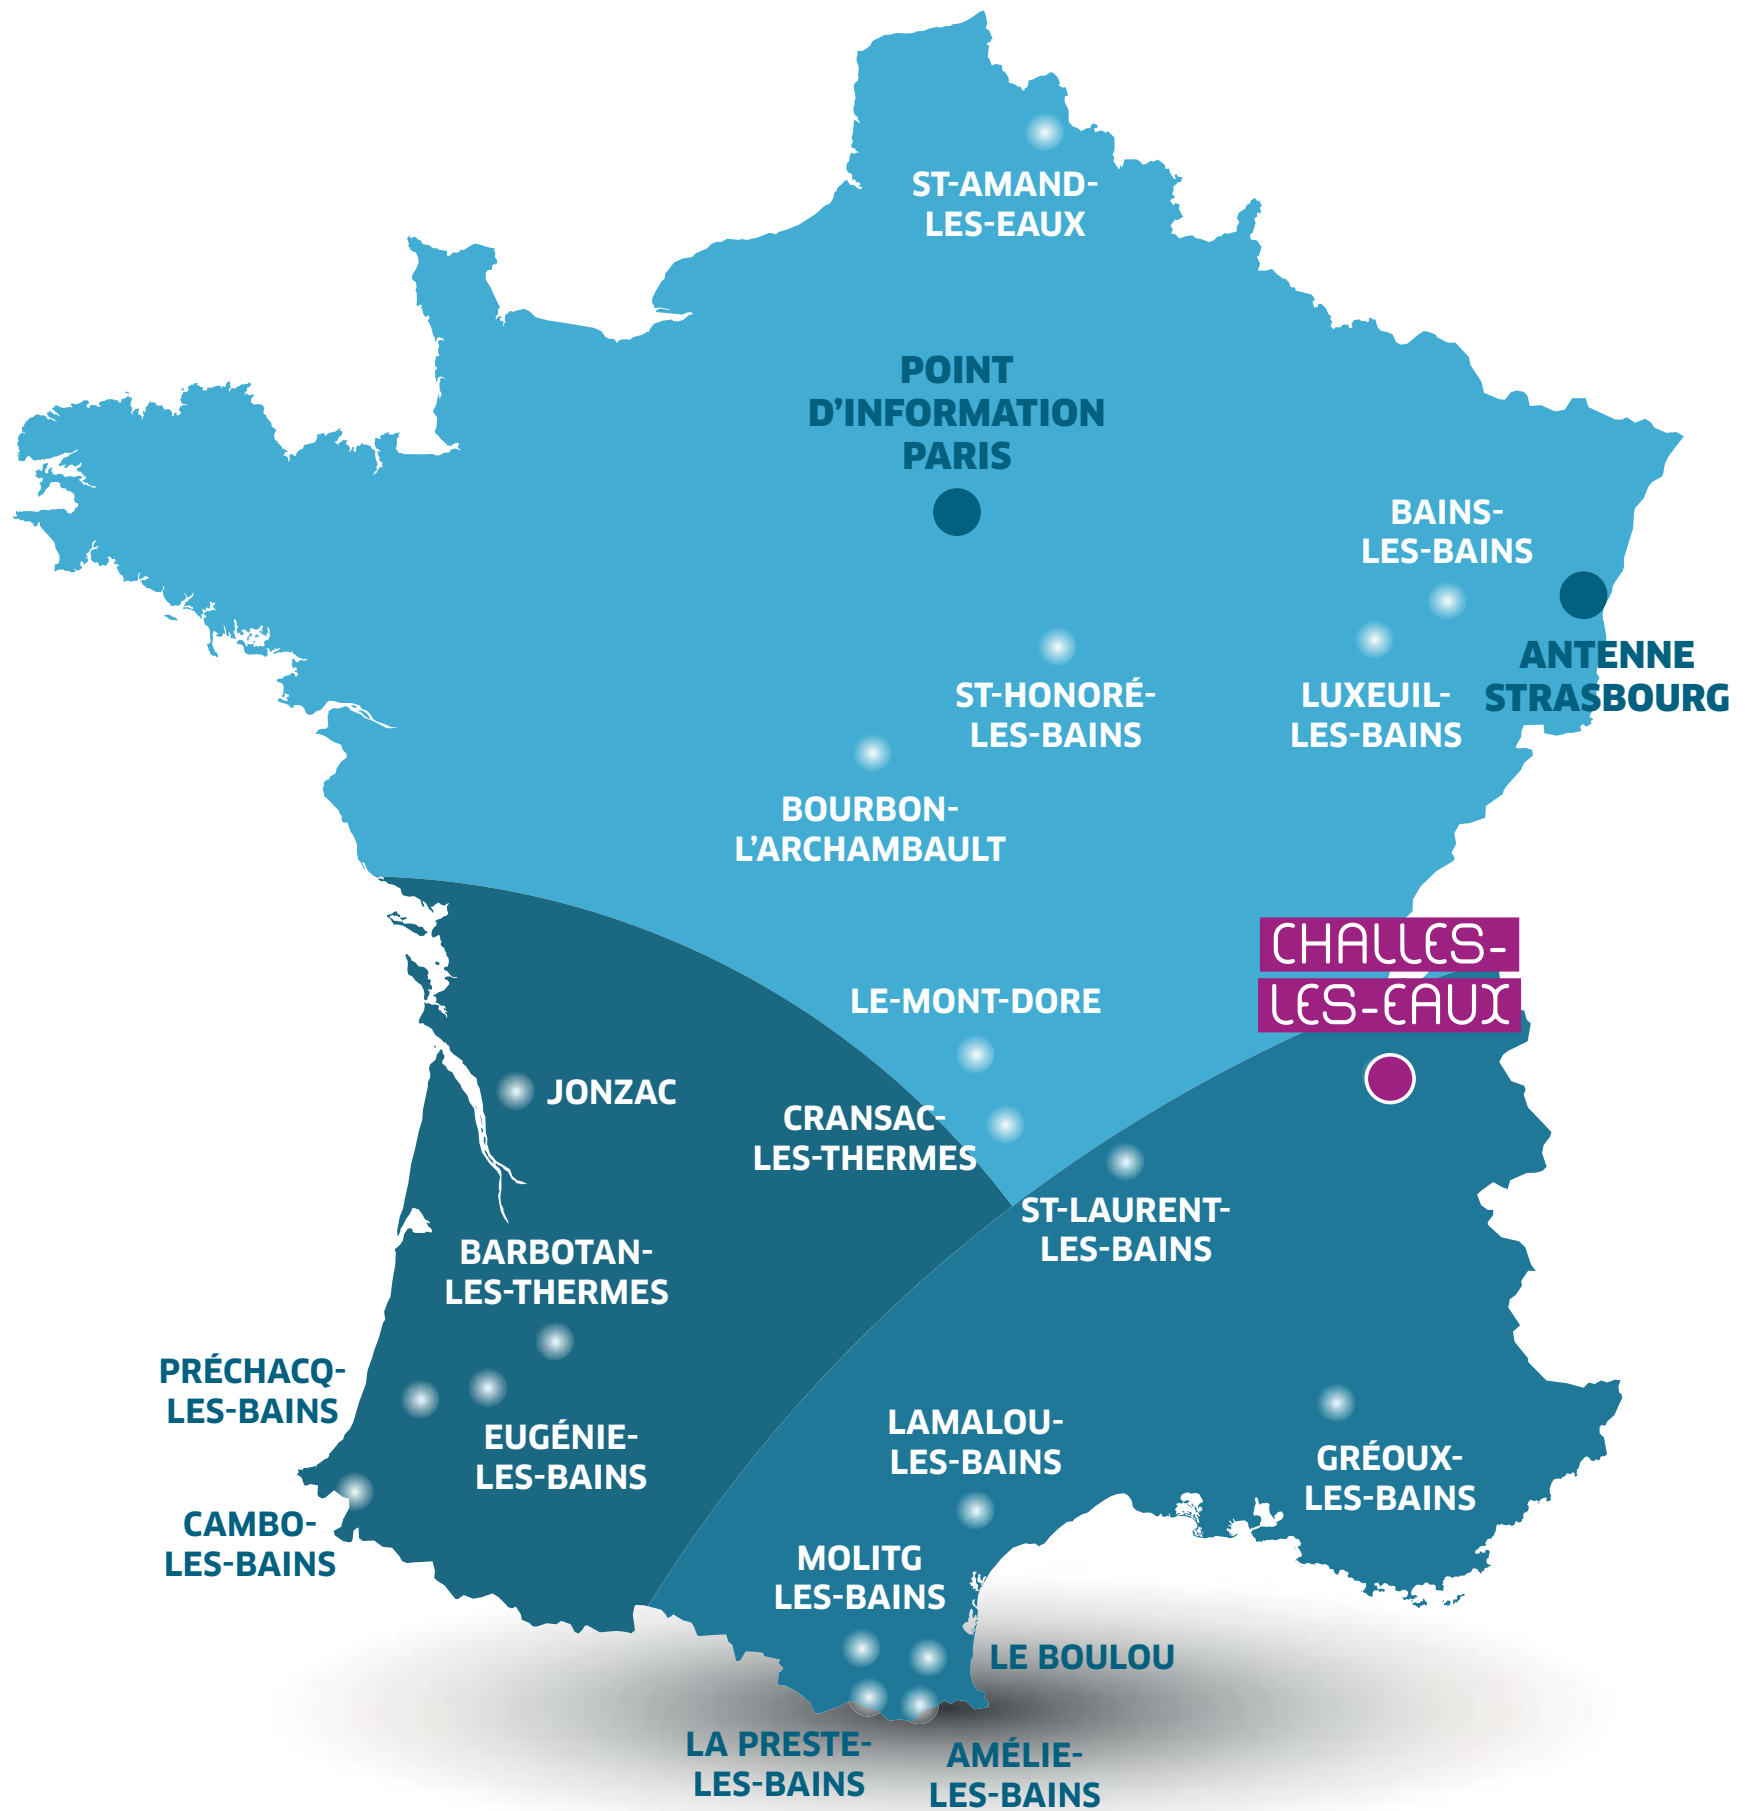 ST-AMAND-
LES-EAUX
POINT
D’INFORMATION
PARIS
BAINS-
LES-BAINS
ANTENNE
STRASBOURG
ST-HONORÉ-
LES-BAINS
LUXEUIL-
LES-BAINS
BOURBON-
L’ARCHAMBAULT
CHALLES-
LES-EAUX
LE-MONT-DORE
JONZAC
CRANSAC-
LES-THERMES
ST-LAURENT-
LES-BAINS
BARBOTAN-
LES-THERMES
PRÉCHACQ-
LES-BAINS
EUGÉNIE-
LES-BAINS
LAMALOU-
LES-BAINS
GRÉOUX-
LES-BAINS
CAMBO-
LES-BAINS
MOLITG
LES-BAINS
LE BOULOU
LA PRESTE-
LES-BAINS
AMÉLIE-
LES-BAINS